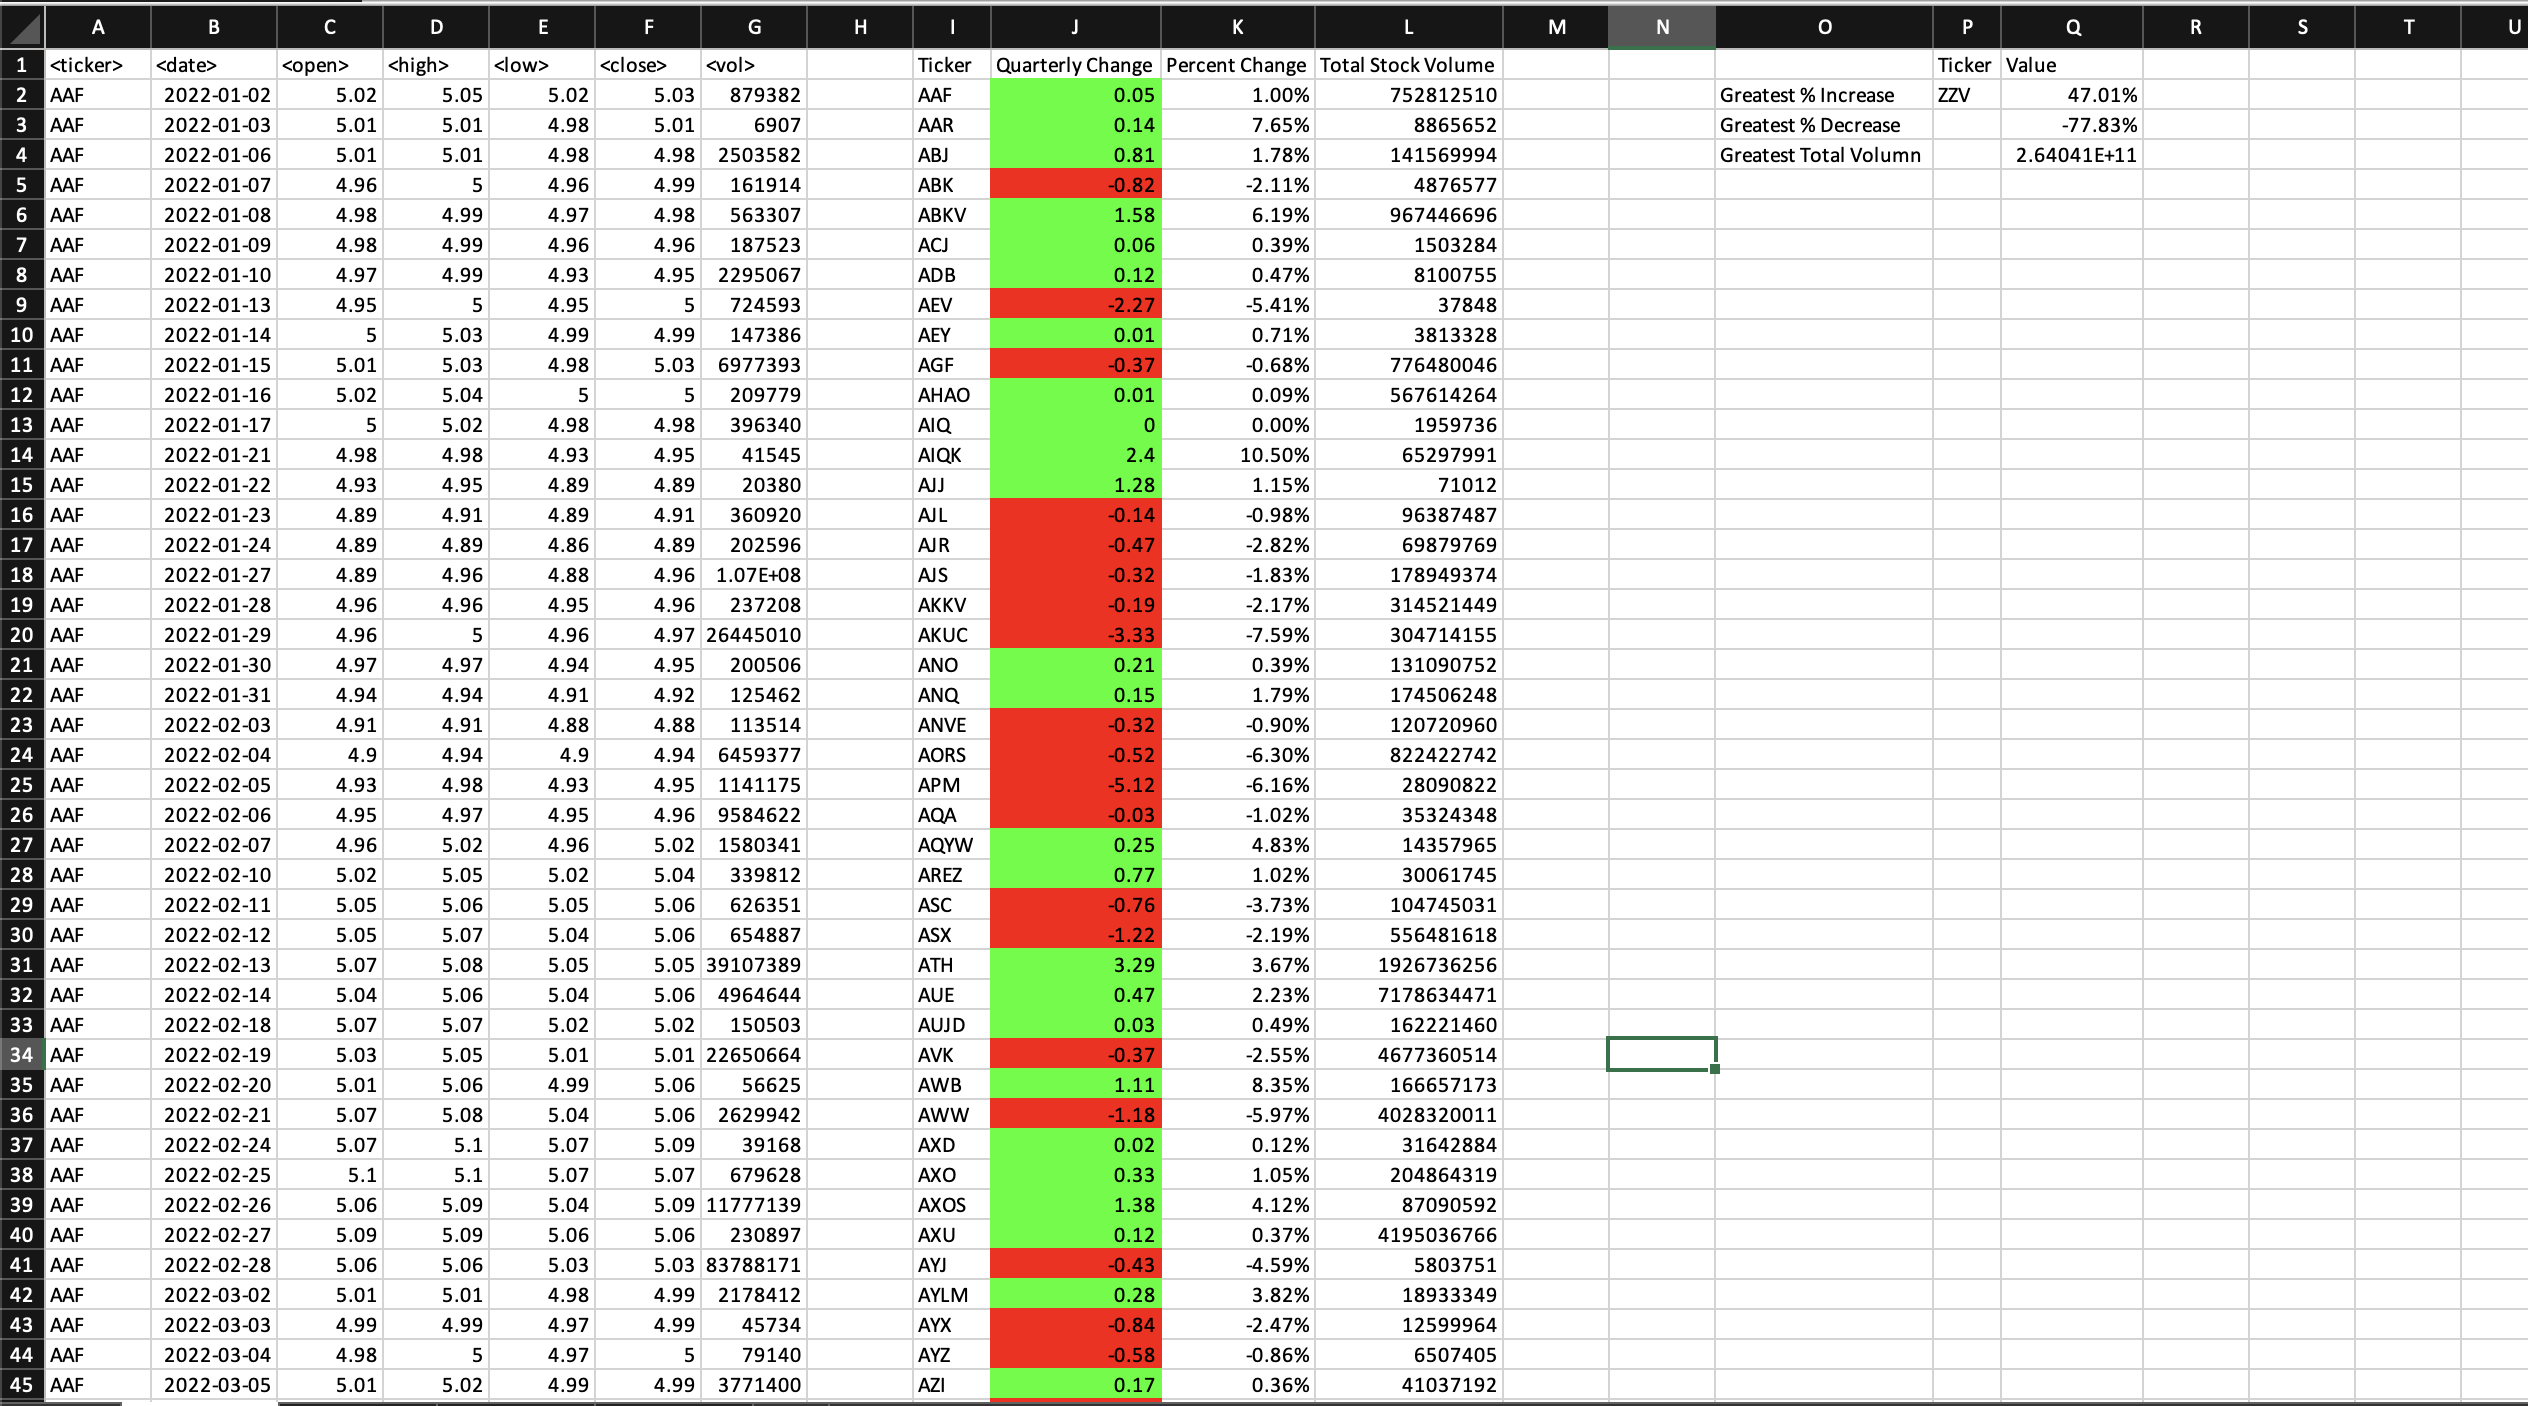 A B C D E F G H I J K L M N O P Q R S T U
1 <ticker> <date> <open> <high> <low> <close> <vol> Ticker Quarterly Change Percent Change Total Stock Volume Ticker Value
2 AAF 2022-01-02 5.02 5.05 5.02 5.03 879382 AAF 0.05 1.00% 752812510 Greatest % Increase ZZV 47.01%
3 AAF 2022-01-03 5.01 5.01 4.98 5.01 6907 AAR 0.14 7.65% 8865652 Greatest % Decrease -77.83%
4 AAF 2022-01-06 5.01 5.01 4.98 4.98 2503582 ABJ 0.81 1.78% 141569994 Greatest Total Volumn 2.64041E+11
5 AAF 2022-01-07 4.96 5 4.96 4.99 161914 ABK -0.82 -2.11% 4876577
6 AAF 2022-01-08 4.98 4.99 4.97 4.98 563307 ABKV 1.58 6.19% 967446696
7 AAF 2022-01-09 4.98 4.99 4.96 4.96 187523 ACJ 0.06 0.39% 1503284
8 AAF 2022-01-10 4.97 4.99 4.93 4.95 2295067 ADB 0.12 0.47% 8100755
9 AAF 2022-01-13 4.95 5 4.95 5 724593 AEV -2.27 -5.41% 37848
10 AAF 2022-01-14 5 5.03 4.99 4.99 147386 AEY 0.01 0.71% 3813328
11 AAF 2022-01-15 5.01 5.03 4.98 5.03 6977393 AGF -0.37 -0.68% 776480046
12 AAF 2022-01-16 5.02 5.04 5 5 209779 AHAO 0.01 0.09% 567614264
13 AAF 2022-01-17 5 5.02 4.98 4.98 396340 AIQ 0 0.00% 1959736
14 AAF 2022-01-21 4.98 4.98 4.93 4.95 41545 AIQK 2.4 10.50% 65297991
15 AAF 2022-01-22 4.93 4.95 4.89 4.89 20380 AJJ 1.28 1.15% 71012
16 AAF 2022-01-23 4.89 4.91 4.89 4.91 360920 AJL -0.14 -0.98% 96387487
17 AAF 2022-01-24 4.89 4.89 4.86 4.89 202596 AJR -0.47 -2.82% 69879769
18 AAF 2022-01-27 4.89 4.96 4.88 4.96 1.07E+08 AJS -0.32 -1.83% 178949374
19 AAF 2022-01-28 4.96 4.96 4.95 4.96 237208 AKKV -0.19 -2.17% 314521449
20 AAF 2022-01-29 4.96 5 4.96 4.97 26445010 AKUC -3.33 -7.59% 304714155
21 AAF 2022-01-30 4.97 4.97 4.94 4.95 200506 ANO 0.21 0.39% 131090752
22 AAF 2022-01-31 4.94 4.94 4.91 4.92 125462 ANQ 0.15 1.79% 174506248
23 AAF 2022-02-03 4.91 4.91 4.88 4.88 113514 ANVE -0.32 -0.90% 120720960
24 AAF 2022-02-04 4.9 4.94 4.9 4.94 6459377 AORS -0.52 -6.30% 822422742
25 AAF 2022-02-05 4.93 4.98 4.93 4.95 1141175 APM -5.12 -6.16% 28090822
26 AAF 2022-02-06 4.95 4.97 4.95 4.96 9584622 AQA -0.03 -1.02% 35324348
27 AAF 2022-02-07 4.96 5.02 4.96 5.02 1580341 AQYW 0.25 4.83% 14357965
28 AAF 2022-02-10 5.02 5.05 5.02 5.04 339812 AREZ 0.77 1.02% 30061745
29 AAF 2022-02-11 5.05 5.06 5.05 5.06 626351 ASC -0.76 -3.73% 104745031
30 AAF 2022-02-12 5.05 5.07 5.04 5.06 654887 ASX -1.22 -2.19% 556481618
31 AAF 2022-02-13 5.07 5.08 5.05 5.05 39107389 ATH 3.29 3.67% 1926736256
32 AAF 2022-02-14 5.04 5.06 5.04 5.06 4964644 AUE 0.47 2.23% 7178634471
33 AAF 2022-02-18 5.07 5.07 5.02 5.02 150503 AUJD 0.03 0.49% 162221460
34 AAF 2022-02-19 5.03 5.05 5.01 5.01 22650664 AVK -0.37 -2.55% 4677360514
35 AAF 2022-02-20 5.01 5.06 4.99 5.06 56625 AWB 1.11 8.35% 166657173
36 AAF 2022-02-21 5.07 5.08 5.04 5.06 2629942 AWW -1.18 -5.97% 4028320011
37 AAF 2022-02-24 5.07 5.1 5.07 5.09 39168 AXD 0.02 0.12% 31642884
38 AAF 2022-02-25 5.1 5.1 5.07 5.07 679628 AXO 0.33 1.05% 204864319
39 AAF 2022-02-26 5.06 5.09 5.04 5.09 11777139 AXOS 1.38 4.12% 87090592
40 AAF 2022-02-27 5.09 5.09 5.06 5.06 230897 AXU 0.12 0.37% 4195036766
41 AAF 2022-02-28 5.06 5.06 5.03 5.03 83788171 AYJ -0.43 -4.59% 5803751
42 AAF 2022-03-02 5.01 5.01 4.98 4.99 2178412 AYLM 0.28 3.82% 18933349
43 AAF 2022-03-03 4.99 4.99 4.97 4.99 45734 AYX -0.84 -2.47% 12599964
44 AAF 2022-03-04 4.98 5 4.97 5 79140 AYZ -0.58 -0.86% 6507405
45 AAF 2022-03-05 5.01 5.02 4.99 4.99 3771400 AZI 0.17 0.36% 41037192